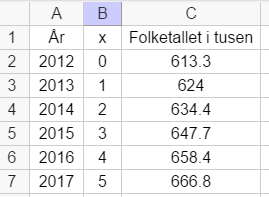 A B C
1 År x Folketallet i tusen
2 2012 0 613.3
3 2013 1 624
4 2014 2 634.4
5 2015 3 647.7
6 2016 4 658.4
7 2017 5 666.8